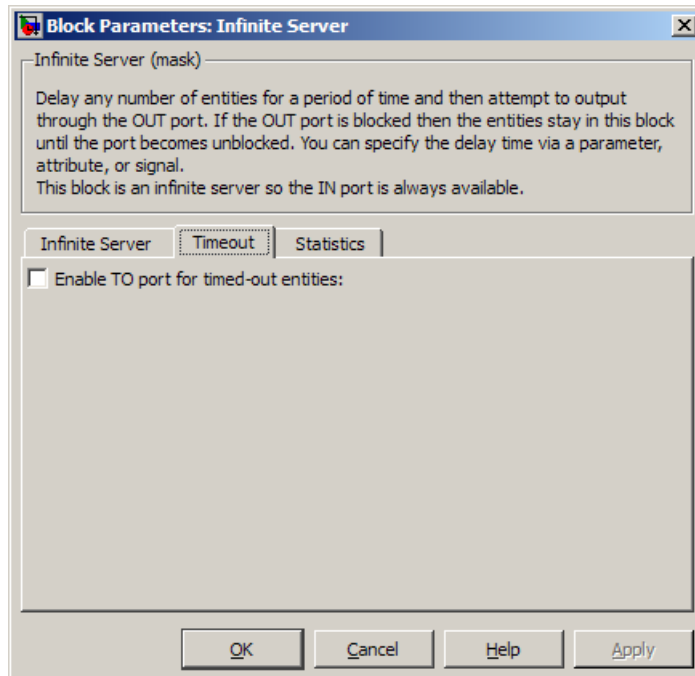 Block Parameters: Infinite Server
Infinite Server (mask)
Delay any number of entities for a period of time and then attempt to output
through the OUT port. If the OUT port is blocked then the entities stay in this block
until the port becomes unblocked. You can specify the delay time via a parameter,
attribute, or signal.
This block is an infinite server so the IN port is always available.
Infinite Server Timeout Statistics
Enable TO port for timed-out entities:
OK Cancel Help Apply